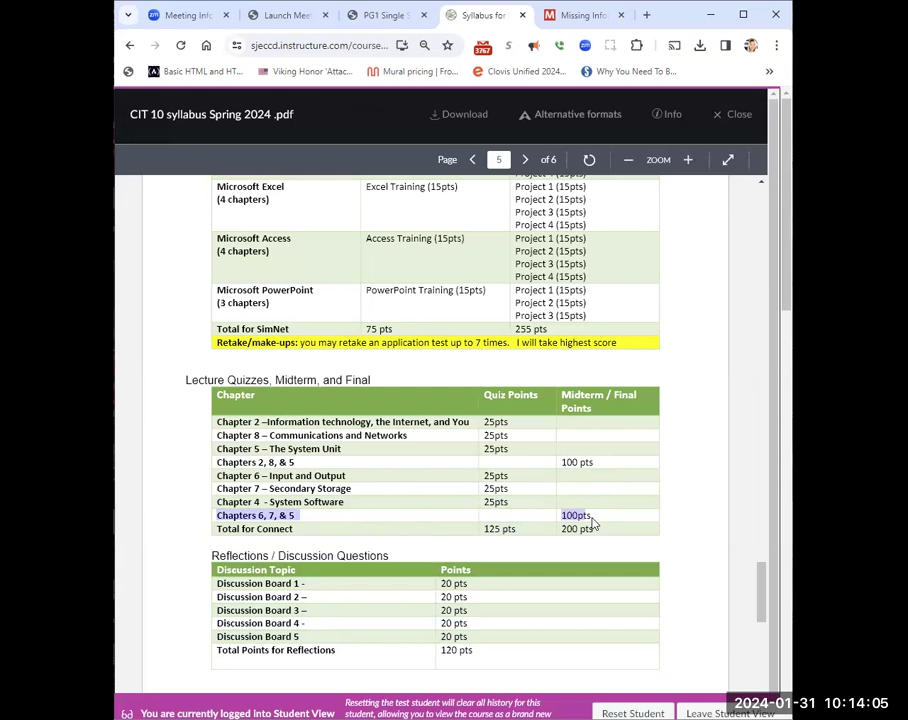 Meeting Info
Launch Meet
PG1 Single S
Syllabus for
Missing Info
sjeccd.instructure.com/course...
3767
Basic HTML and HT...
Viking Honor 'Attac...
Mural pricing | Fro...
Clovis Unified 2024...
Why You Need To B...
CIT 10 syllabus Spring 2024 .pdf
Download
Alternative formats
Info
Close
Page
5
of 6
ZOOM
Microsoft Excel
(4 chapters)
Excel Training (15pts)
Project 1 (15pts)
Project 2 (15pts)
Project 3 (15pts)
Project 4 (15pts)
Microsoft Access
(4 chapters)
Access Training (15pts)
Project 1 (15pts)
Project 2 (15pts)
Project 3 (15pts)
Project 4 (15pts)
Microsoft PowerPoint
(3 chapters)
PowerPoint Training (15pts)
Project 1 (15pts)
Project 2 (15pts)
Project 3 (15pts)
Total for SimNet 75 pts 255 pts
Retake/make-ups: you may retake an application test up to 7 times. I will take highest score
Lecture Quizzes, Midterm, and Final
Chapter Quiz Points Midterm / Final
Points
Chapter 2 –Information technology, the Internet, and You 25pts
Chapter 8 – Communications and Networks 25pts
Chapter 5 – The System Unit 25pts
Chapters 2, 8, & 5 100 pts
Chapter 6 – Input and Output 25pts
Chapter 7 – Secondary Storage 25pts
Chapter 4 - System Software 25pts
Chapters 6, 7, & 5 100pts
Total for Connect 125 pts 200 pts
Reflections / Discussion Questions
Discussion Topic Points
Discussion Board 1 - 20 pts
Discussion Board 2 – 20 pts
Discussion Board 3 – 20 pts
Discussion Board 4 - 20 pts
Discussion Board 5 20 pts
Total Points for Reflections 120 pts
You are currently logged into Student View
Resetting the test student will clear all history for this
student, allowing you to view the course as a brand new
Reset Student
Leave Student View
2024-01-31 10:14:05